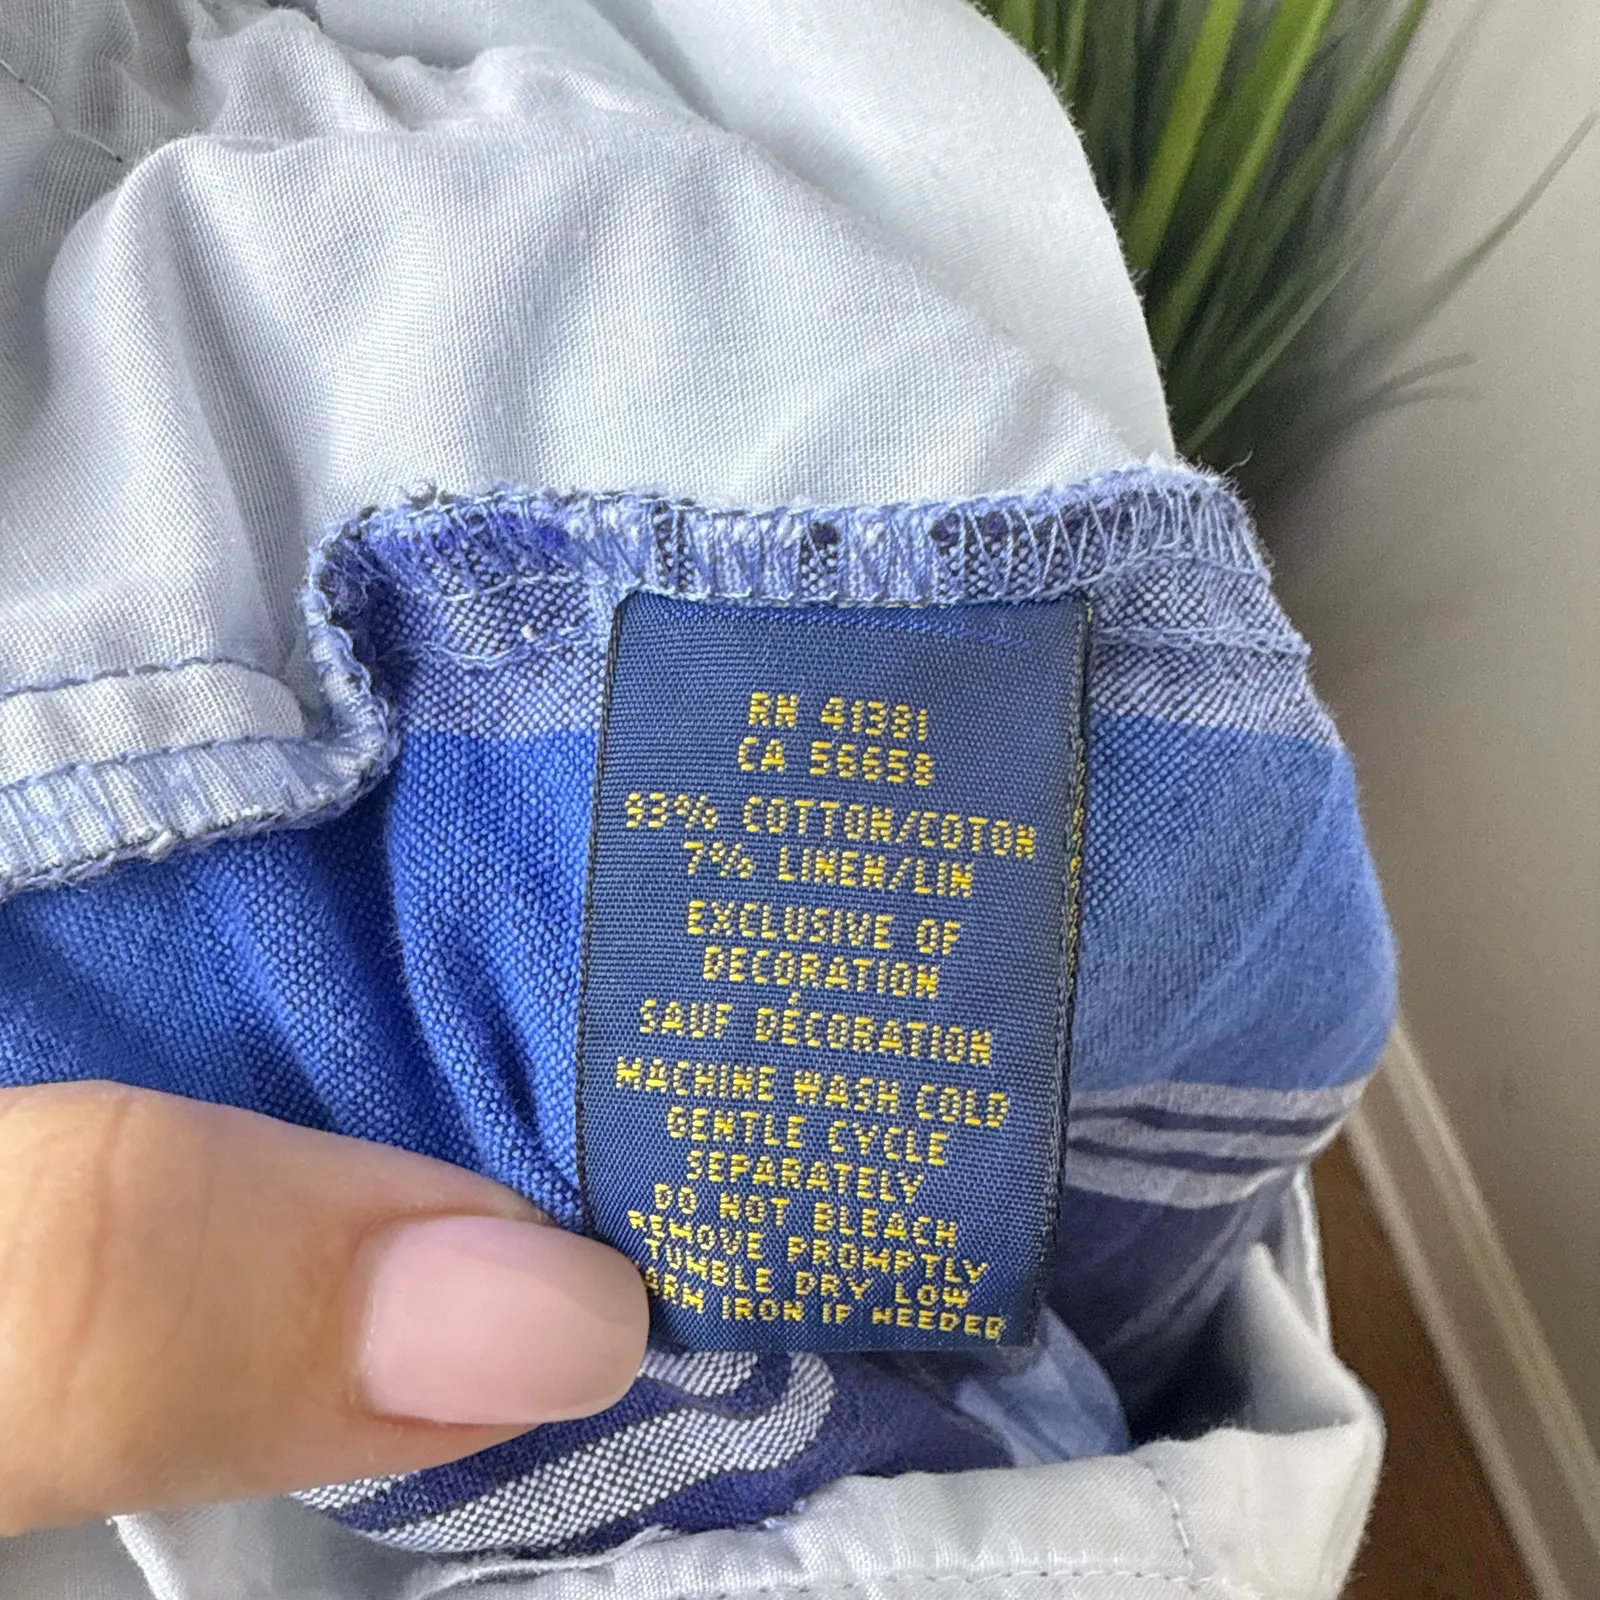 RN 41381
CA 56658
93% COTTON/COTON
7% LINEN/LIN
EXCLUSIVE OF
DECORATION
SAUF DÉCORATION
MACHINE WASH COLD
GENTLE CYCLE
SEPARATELY
DO NOT BLEACH
REMOVE PROMPTLY
TUMBLE DRY LOW
ARM IRON IF NEEDED